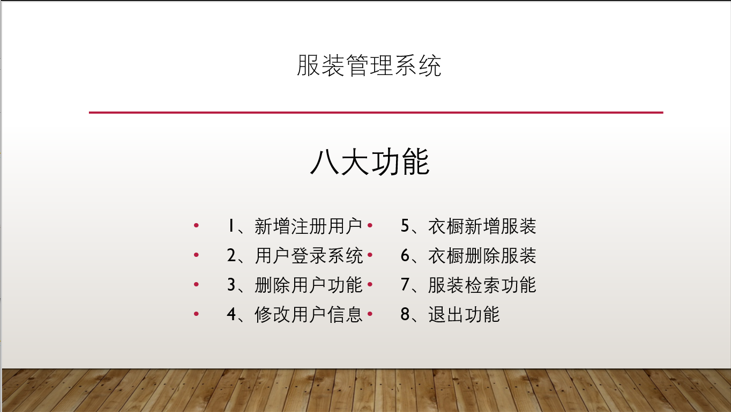 服装管理系统
八大功能
• 1、新增注册用户
• 2、用户登录系统
• 3、删除用户功能
• 4、修改用户信息
• 5、衣橱新增服装
• 6、衣橱删除服装
• 7、服装检索功能
• 8、退出功能